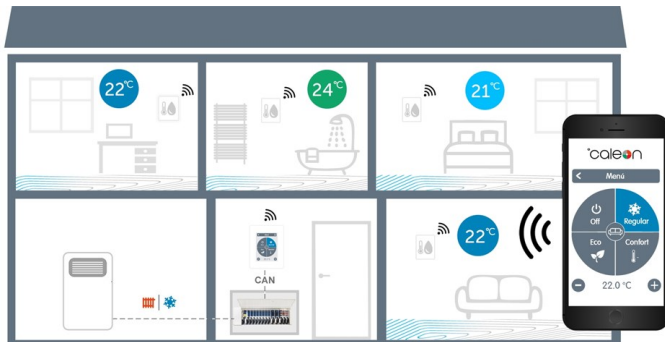 22°C
24°C
21°C
22°C
CAN
°caleon
< Menú
Off
Regular
Eco
Confort
22.0 °C